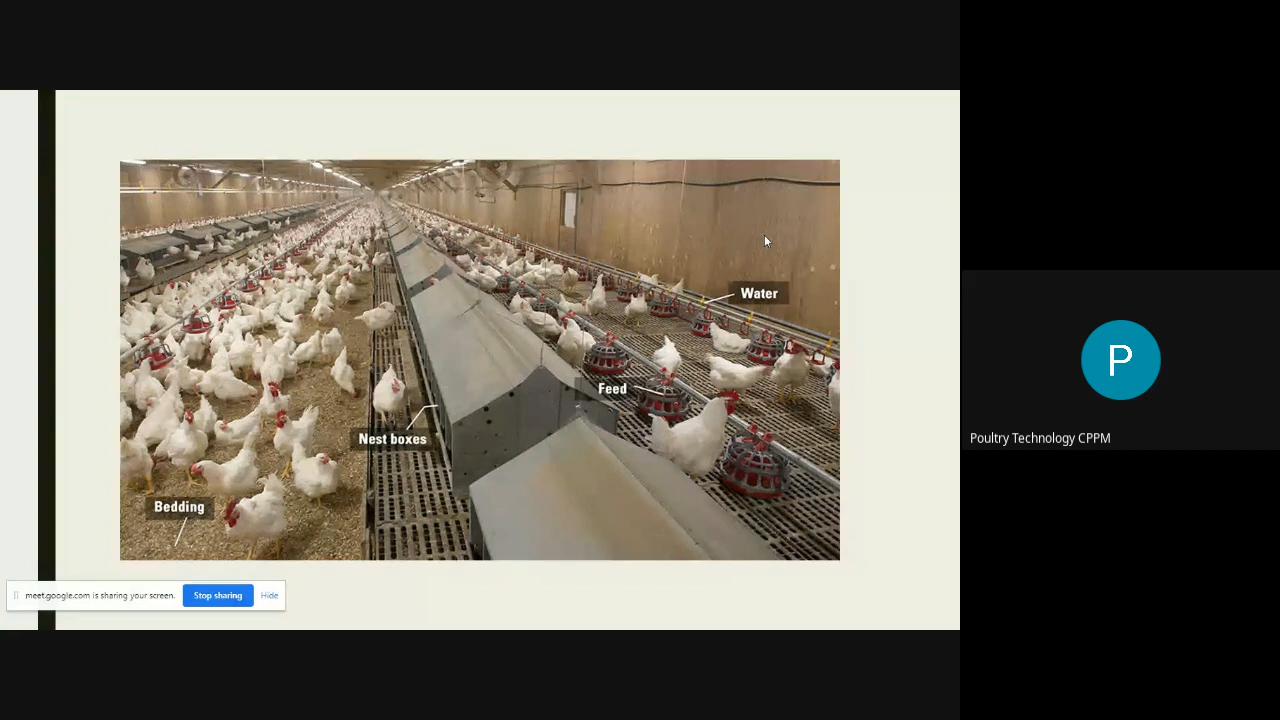 Water
Feed
Nest boxes
Bedding
meet.google.com is sharing your screen.
Stop sharing
Hide
P
Poultry Technology CPPM